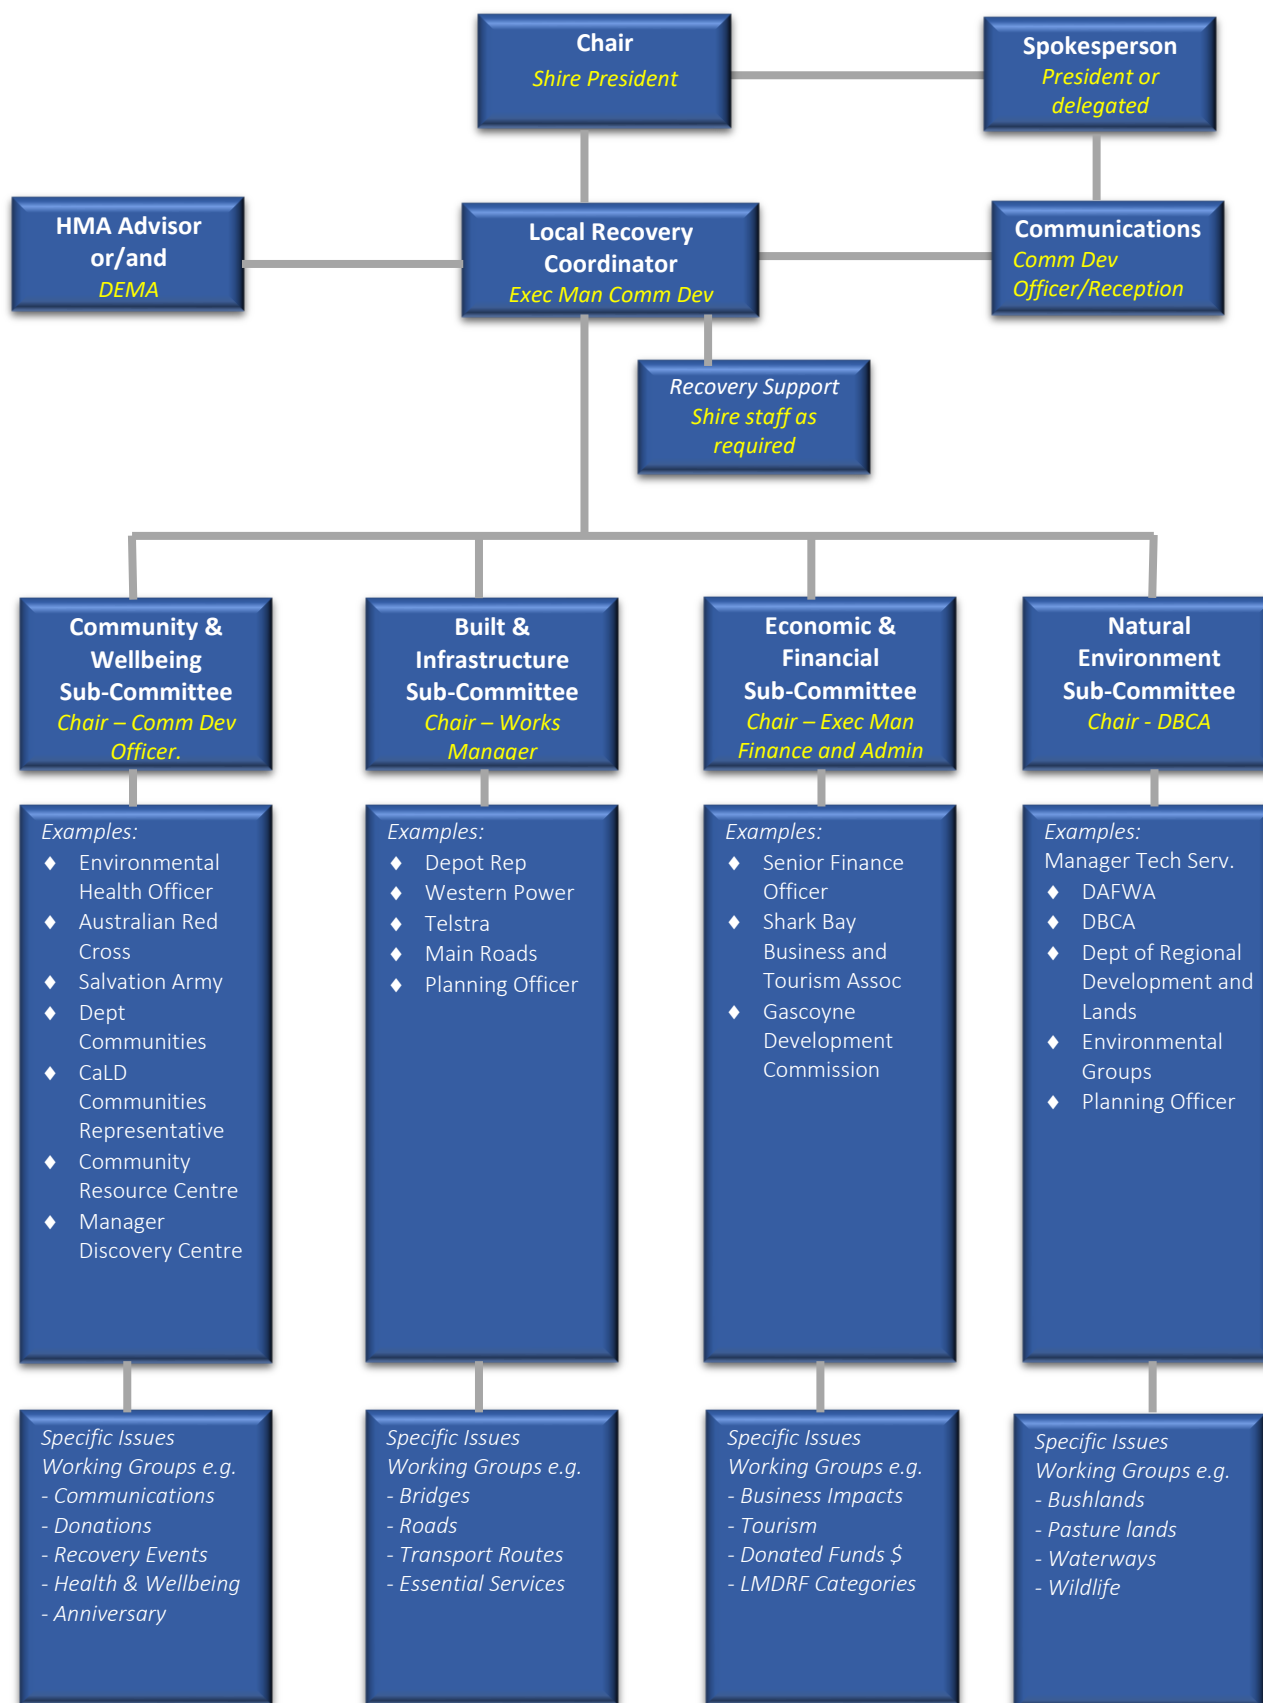 Chair
Shire President
Spokesperson
President or
delegated
HMA Advisor
or/and
DEMA
Local Recovery
Coordinator
Exec Man Comm Dev
Communications
Comm Dev
Officer/Reception
Recovery Support
Shire staff as
required
Community &
Wellbeing
Sub-Committee
Chair – Comm Dev
Officer.
Built &
Infrastructure
Sub-Committee
Chair – Works
Manager
Economic &
Financial
Sub-Committee
Chair – Exec Man
Finance and Admin
Natural
Environment
Sub-Committee
Chair - DBCA
Examples:
♦ Environmental
Health Officer
♦ Australian Red
Cross
♦ Salvation Army
♦ Dept
Communities
♦ CaLD
Communities
Representative
♦ Community
Resource Centre
♦ Manager
Discovery Centre
Examples:
♦ Depot Rep
♦ Western Power
♦ Telstra
♦ Main Roads
♦ Planning Officer
Examples:
♦ Senior Finance
Officer
♦ Shark Bay
Business and
Tourism Assoc
♦ Gascoyne
Development
Commission
Examples:
Manager Tech Serv.
♦ DAFWA
♦ DBCA
♦ Dept of Regional
Development and
Lands
♦ Environmental
Groups
♦ Planning Officer
Specific Issues
Working Groups e.g.
- Communications
- Donations
- Recovery Events
- Health & Wellbeing
- Anniversary
Specific Issues
Working Groups e.g.
- Bridges
- Roads
- Transport Routes
- Essential Services
Specific Issues
Working Groups e.g.
- Business Impacts
- Tourism
- Donated Funds $
- LMDRF Categories
Specific Issues
Working Groups e.g.
- Bushlands
- Pasture lands
- Waterways
- Wildlife